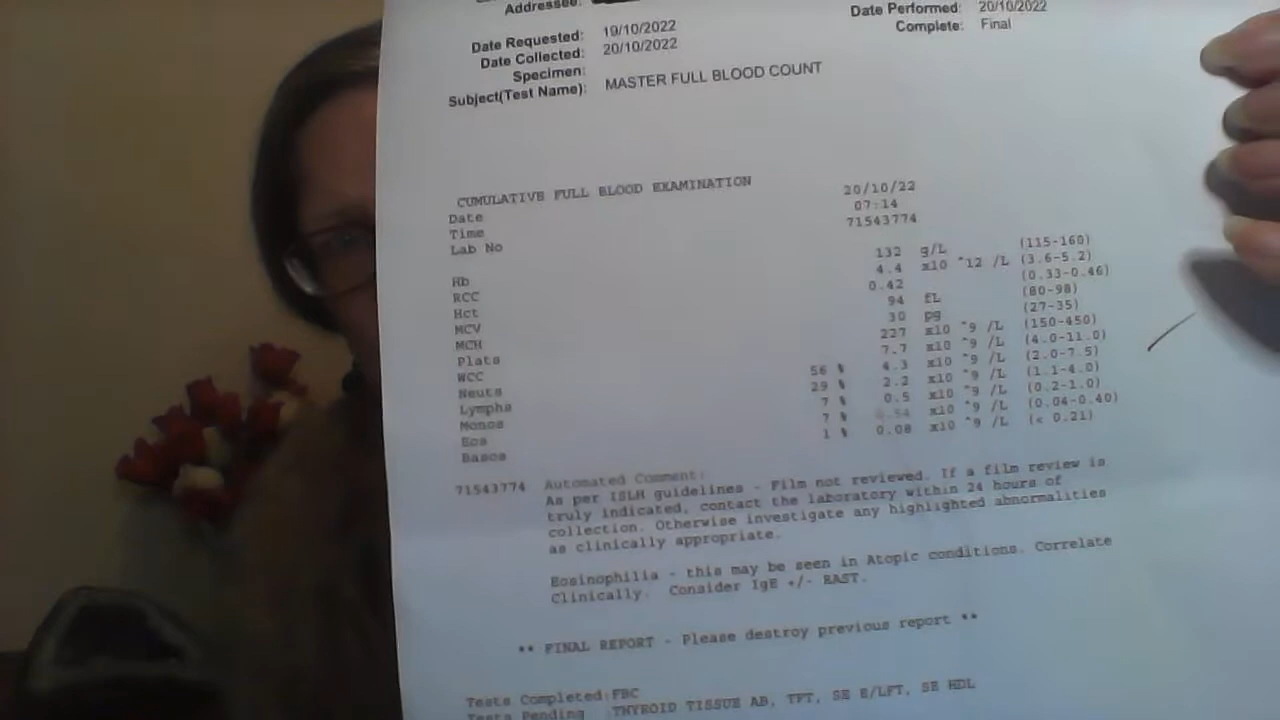 Addressee:
Date Requested: 19/10/2022
Date Collected: 20/10/2022
Specimen:
Subject(Test Name): MASTER FULL BLOOD COUNT
Date Performed: 20/10/2022
Complete: Final
CUMULATIVE FULL BLOOD EXAMINATION
Date 20/10/22
Time 07:14
Lab No 71543774
Hb 132 g/L (115-160)
RCC 4.4 x10 ^12 /L (3.6-5.2)
Hct 0.42 (0.33-0.46)
MCV 94 fL (80-98)
MCH 30 pg (27-35)
Plats 227 x10 ^9 /L (150-450)
WCC 7.7 x10 ^9 /L (4.0-11.0)
Neuts 56 % 4.3 x10 ^9 /L (2.0-7.5)
Lymphs 29 % 2.2 x10 ^9 /L (1.1-4.0)
Monos 7 % 0.5 x10 ^9 /L (0.2-1.0)
Eos 7 % 0.54 x10 ^9 /L (0.04-0.40)
Basos 1 % 0.08 x10 ^9 /L (< 0.21)
71543774 Automated Comment:
As per ISLH guidelines - Film not reviewed. If a film review is
truly indicated, contact the laboratory within 24 hours of
collection. Otherwise investigate any highlighted abnormalities
as clinically appropriate.
Eosinophilia - this may be seen in Atopic conditions. Correlate
Clinically. Consider IgE +/- RAST.
** FINAL REPORT - Please destroy previous report **
Tests Completed:FBC
Tests Pending THYROID TISSUE AB, TFT, SE E/LFT, SE HDL